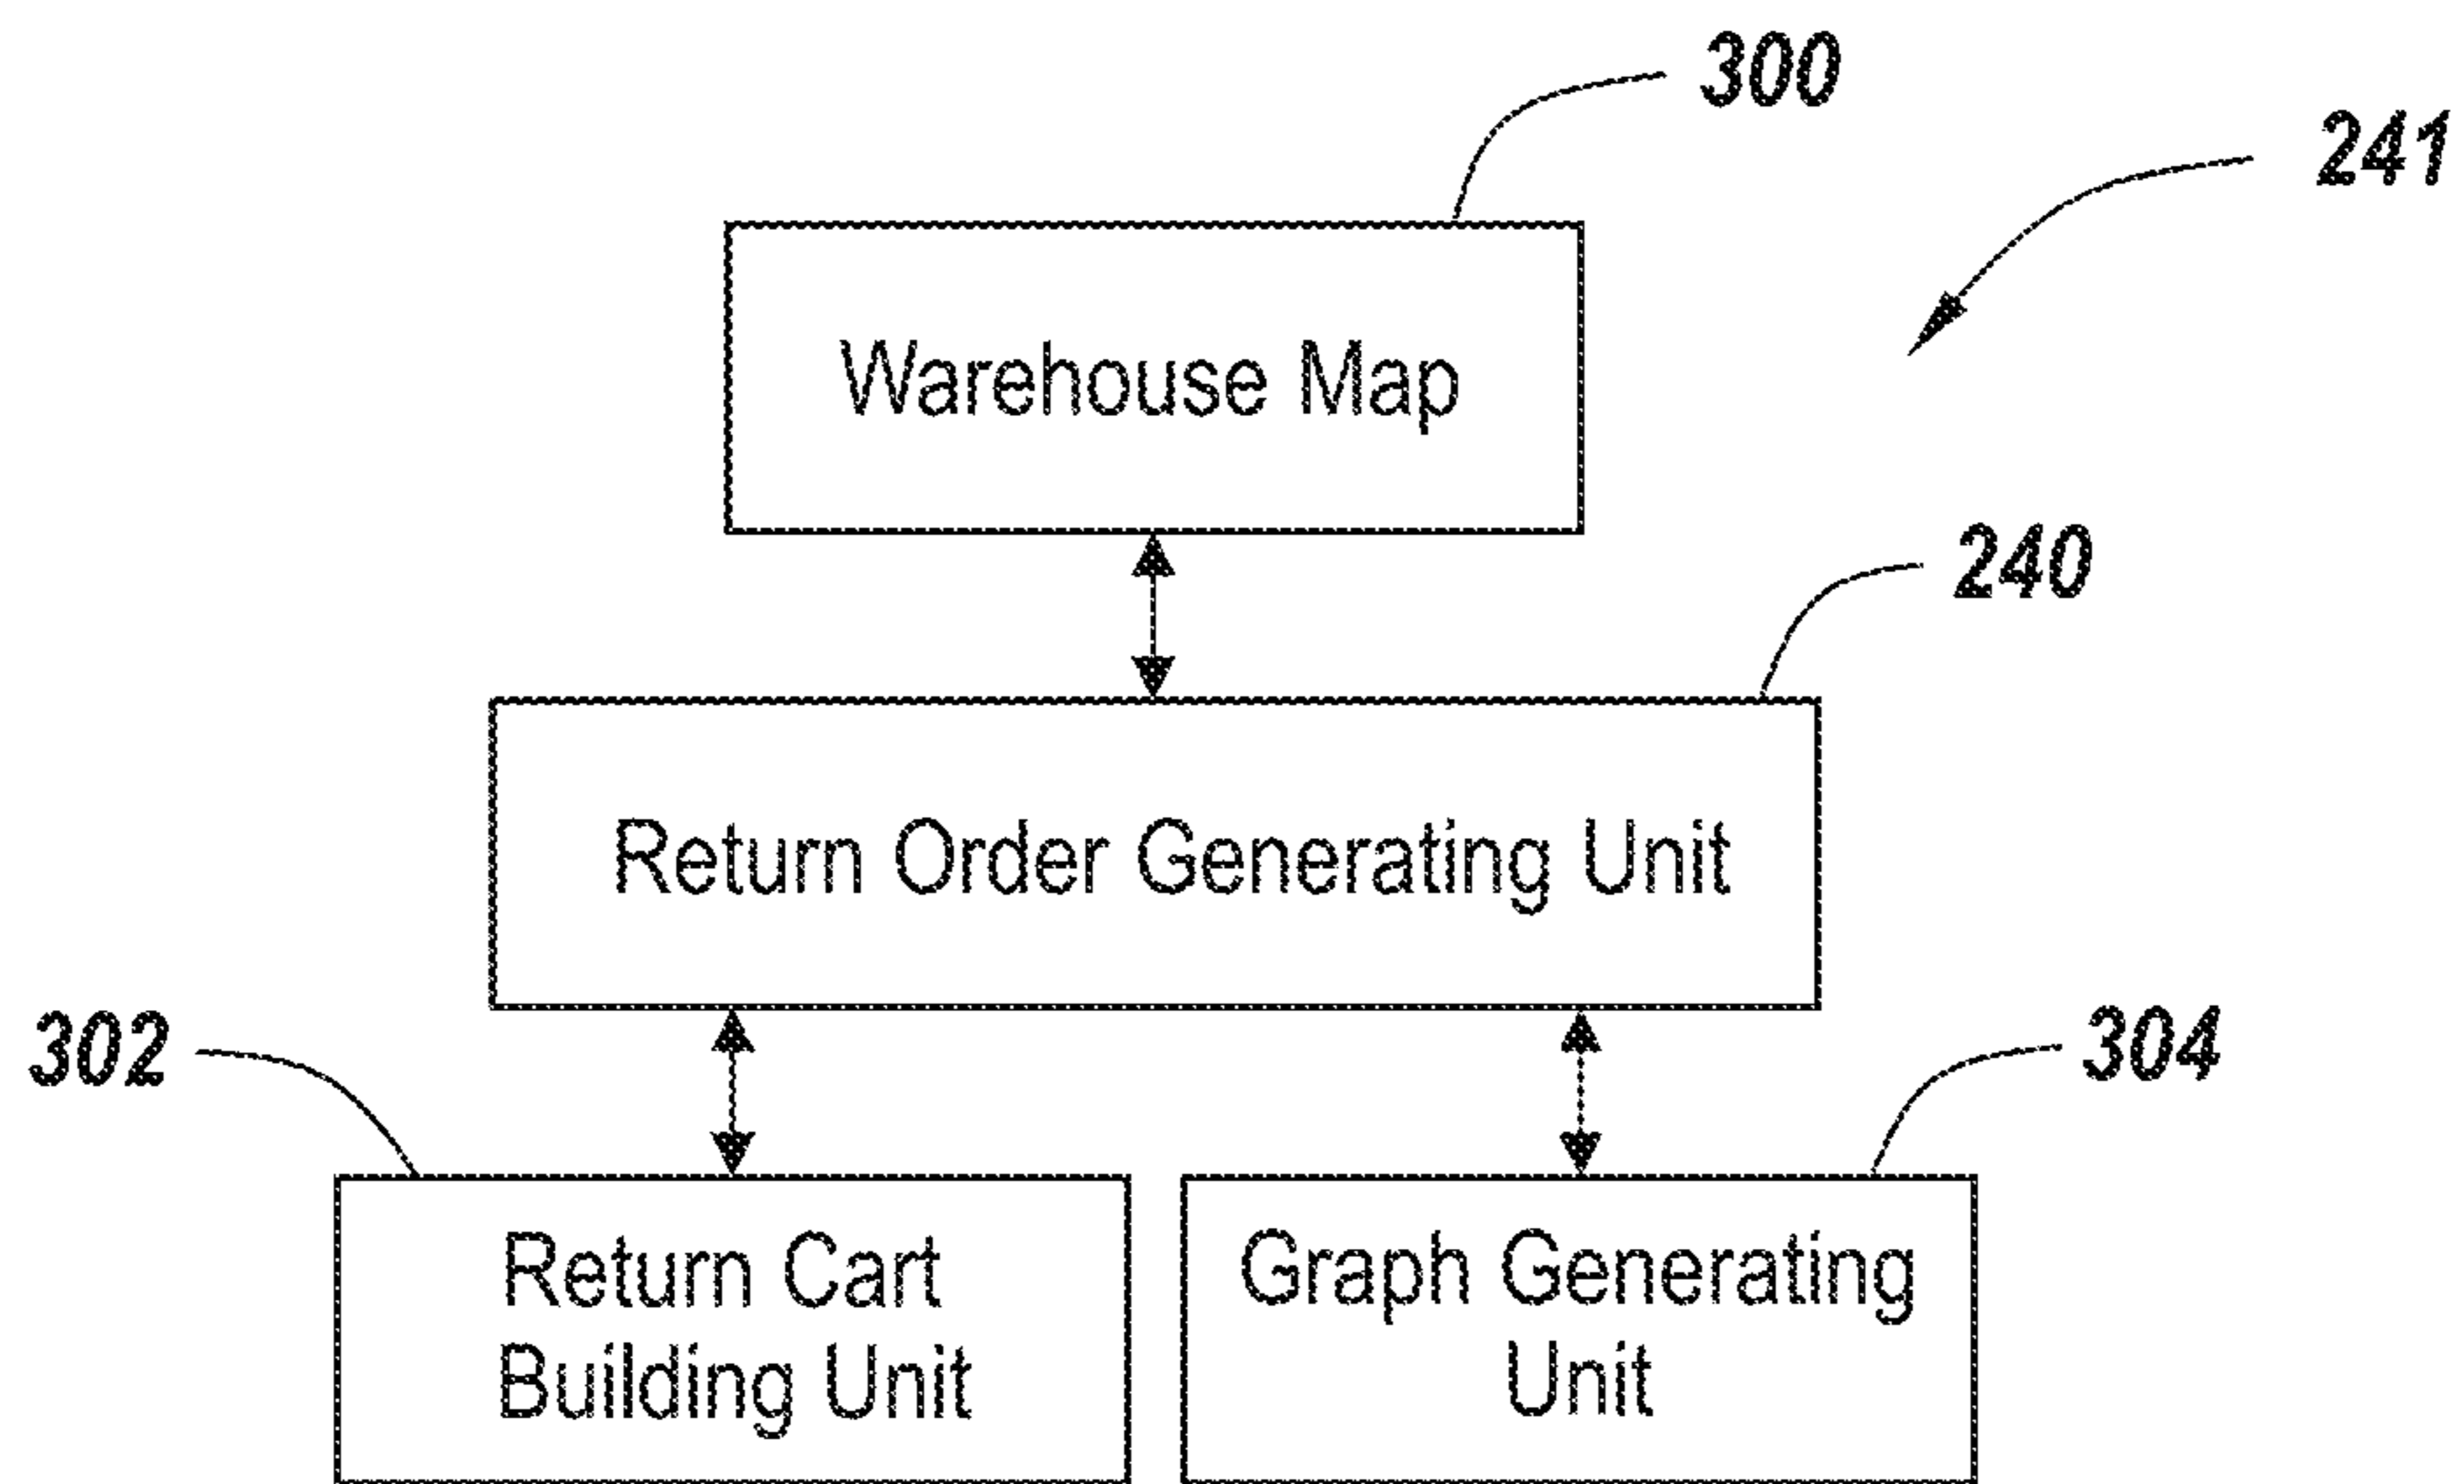 300
241
Warehouse Map
240
Return Order Generating Unit
302
304
Return Cart
Building Unit
Graph Generating
Unit